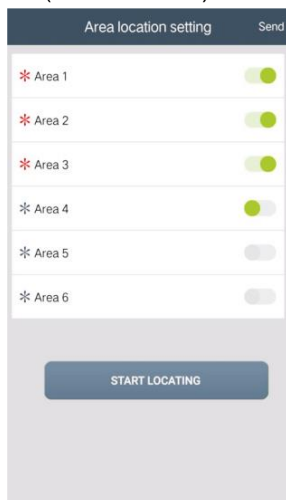 Area location setting Send
* Area 1
* Area 2
* Area 3
* Area 4
* Area 5
* Area 6
START LOCATING